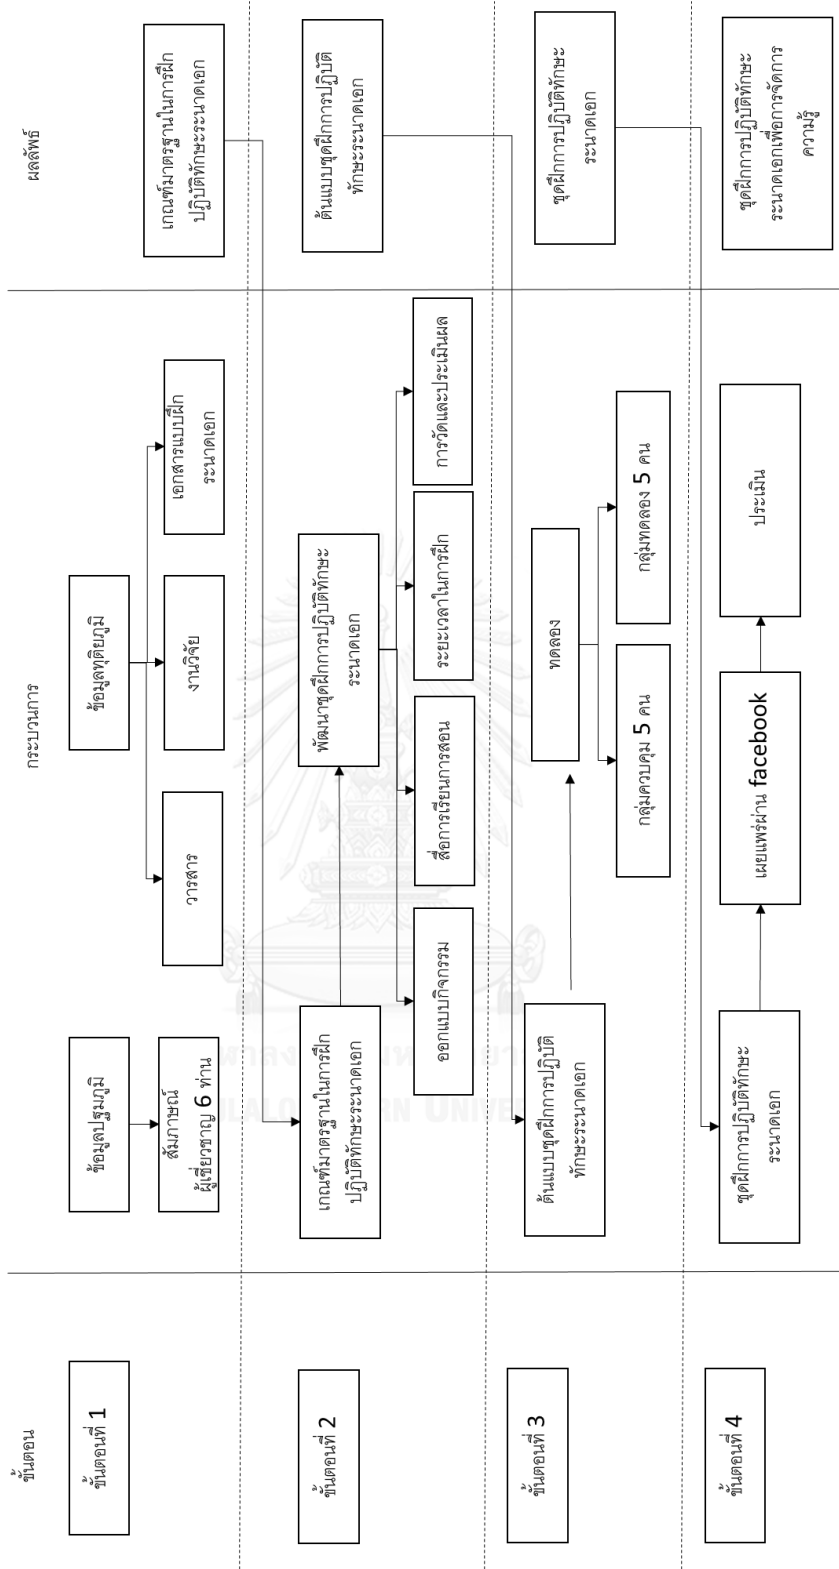 ขั้นตอน
กระบวนการ
ผลลัพธ์
ขั้นตอนที่ 1
ข้อมูลปฐมภูมิ
สัมภาษณ์
ผู้เชี่ยวชาญ 6 ท่าน
ข้อมูลทุติยภูมิ
วารสาร
งานวิจัย
เอกสารแบบฝึก
ระนาดเอก
เกณฑ์มาตรฐานในการฝึก
ปฏิบัติทักษะระนาดเอก
ขั้นตอนที่ 2
เกณฑ์มาตรฐานในการฝึก
ปฏิบัติทักษะระนาดเอก
พัฒนาชุดฝึกการปฏิบัติทักษะ
ระนาดเอก
ออกแบบกิจกรรม
สื่อการเรียนการสอน
ระยะเวลาในการฝึก
การวัดและประเมินผล
ต้นแบบชุดฝึกการปฏิบัติ
ทักษะระนาดเอก
ขั้นตอนที่ 3
ต้นแบบชุดฝึกการปฏิบัติ
ทักษะระนาดเอก
ทดลอง
กลุ่มควบคุม 5 คน
กลุ่มทดลอง 5 คน
ชุดฝึกการปฏิบัติทักษะ
ระนาดเอก
ขั้นตอนที่ 4
ชุดฝึกการปฏิบัติทักษะ
ระนาดเอก
เผยแพร่ผ่าน facebook
ประเมิน
ชุดฝึกการปฏิบัติทักษะ
ระนาดเอกเพื่อการจัดการ
ความรู้